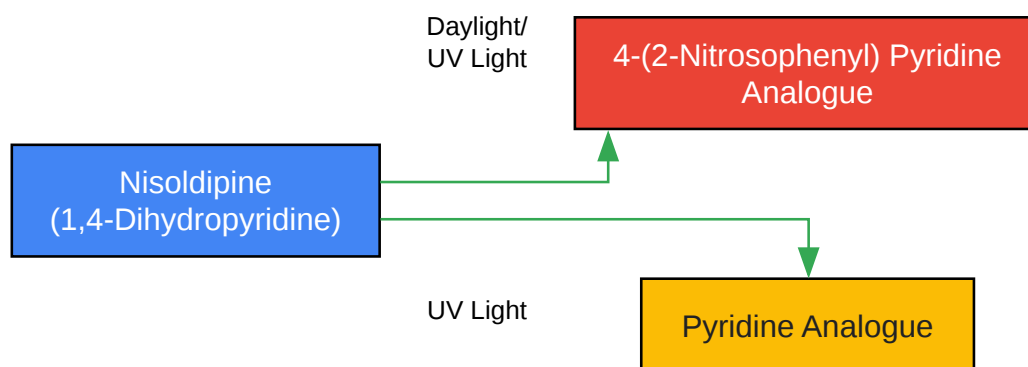 Daylight/
UV Light
4-(2-Nitrosophenyl) Pyridine
Analogue
Nisoldipine
(1,4-Dihydropyridine)
UV Light
Pyridine Analogue